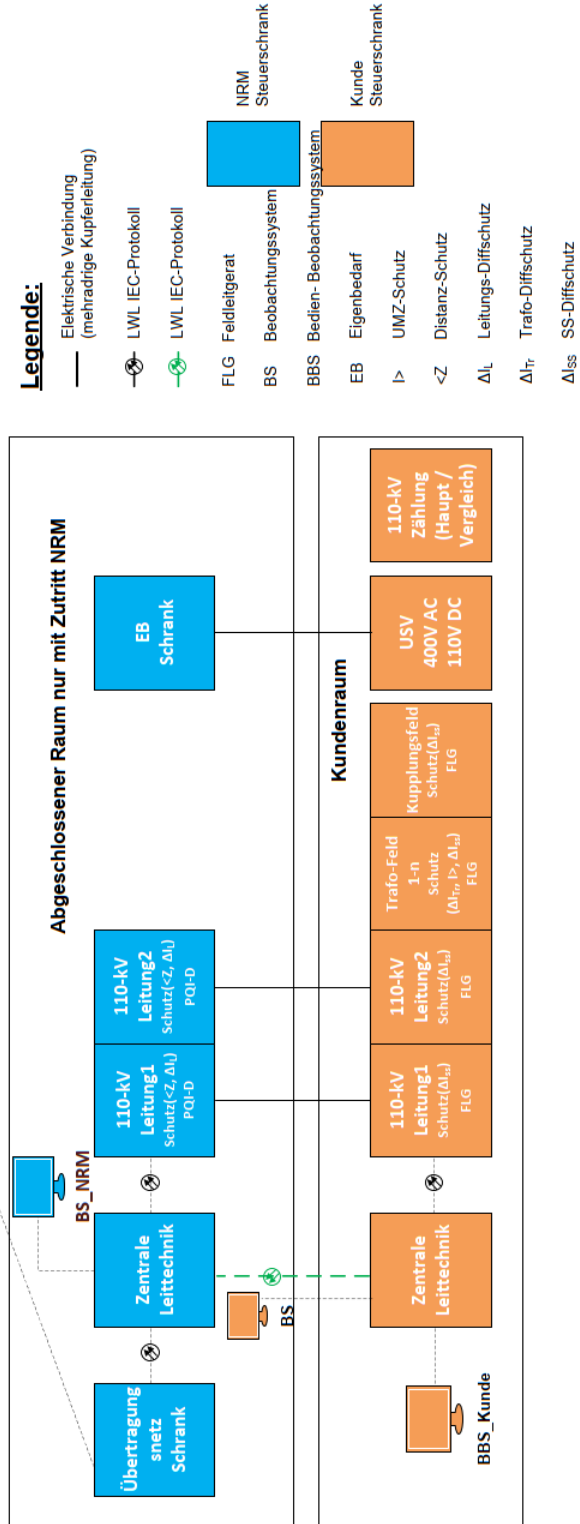 Abgeschlossener Raum nur mit Zutritt NRM
BS_NRM
Übertragung
snetz
Schrank
Zentrale
Leittechnik
110-kV
Leitung1
Schutz(<Z, ΔIL)
PQI-D
110-kV
Leitung2
Schutz(<Z, ΔIL)
PQI-D
EB
Schrank
BS
Kundenraum
BBS_Kunde
Zentrale
Leittechnik
110-kV
Leitung1
Schutz(ΔIss)
FLG
110-kV
Leitung2
Schutz(ΔIss)
FLG
Trafo-Feld
1-n
Schutz
(ΔITr, I>, ΔIss)
FLG
Kupplungsfeld
Schutz(ΔIss)
FLG
USV
400V AC
110V DC
110-kV
Zählung
(Haupt /
Vergleich)
Legende:
Elektrische Verbindung
(mehradrige Kupferleitung)
LWL IEC-Protokoll
LWL IEC-Protokoll
FLG Feldleitgerat
BS Beobachtungssystem
BBS Bedien- Beobachtungssystem
EB Eigenbedarf
I> UMZ-Schutz
<Z Distanz-Schutz
ΔIL Leitungs-Diffschutz
ΔITr Trafo-Diffschutz
ΔISS SS-Diffschutz
NRM
Steuerschrank
Kunde
Steuerschrank